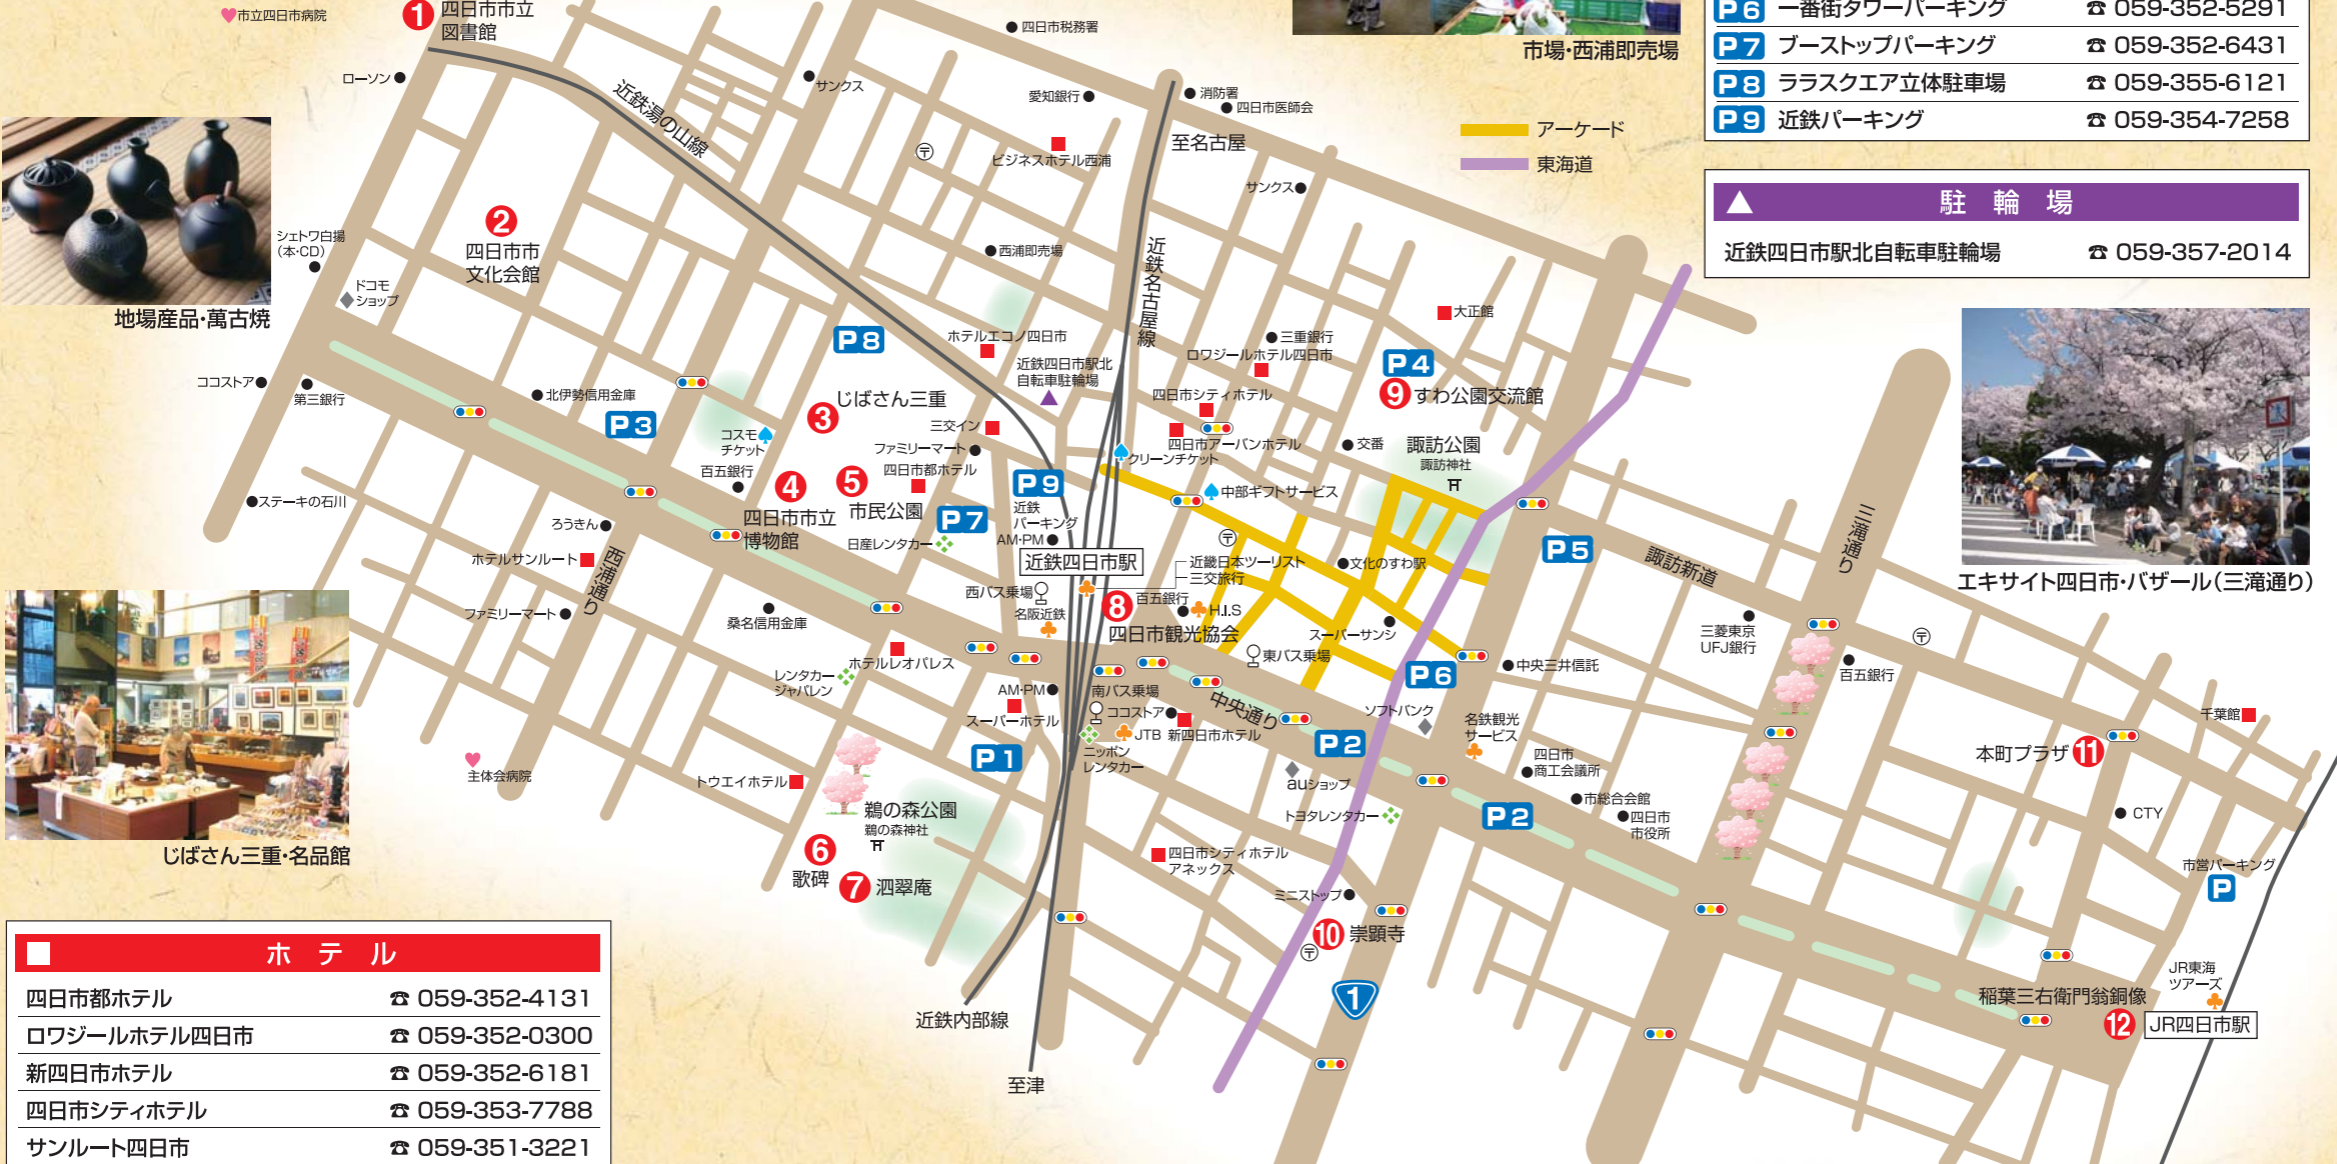 市立四日市病院
1
四日市市立
図書館
四日市税務署
市場・西浦即売場
P6 一番街タワーパーキング ☎ 059-352-5291
P7 ブーストップパーキング ☎ 059-352-6431
P8 ララスクエア立体駐車場 ☎ 059-355-6121
P9 近鉄パーキング ☎ 059-354-7258
アーケード
東海道
▲ 駐輪場
近鉄四日市駅北自転車駐輪場 ☎ 059-357-2014
ローソン
近鉄湯の山線
サンクス
愛知銀行
消防署
四日市医師会
至名古屋
ビジネスホテル西浦
サンクス
地場産品・萬古焼
2
四日市市
文化会館
シェトワ白揚
(本・CD)
ドコモ
ショップ
西浦即売場
近鉄名古屋線
大正館
P8
ホテルエコノ四日市
近鉄四日市駅北
自転車駐輪場
三重銀行
ロワジールホテル四日市
P4
9 すわ公園交流館
四日市シティホテル
四日市アーバンホテル
クリーンチケット
交番
諏訪公園
諏訪神社
ココストア
第三銀行
北伊勢信用金庫
P3
じばさん三重
3
コスモ
チケット
三交イン
ファミリーマート
四日市都ホテル
百五銀行
4
四日市市立
博物館
5
市民公園
P7
P9
近鉄
パーキング
AM・PM
日産レンタカー
中部ギフトサービス
ステーキの石川
ろうきん
ホテルサンルート
西浦通り
ファミリーマート
桑名信用金庫
近鉄四日市駅
近畿日本ツーリスト
三交旅行
文化のすわ駅
P5
諏訪新道
三滝通り
エキサイト四日市・バザール(三滝通り)
西バス乗場
名阪近鉄
8
百五銀行
H.I.S
四日市観光協会
スーパーサンシ
東バス乗場
三菱東京
UFJ銀行
百五銀行
ホテルレオパレス
レンタカー
ジャパレン
中央三井信託
P6
AM・PM
スーパーホテル
南バス乗場
ココストア
中央通り
JTB
新四日市ホテル
ニッポン
レンタカー
P1
P2
ソフトバンク
名鉄観光
サービス
auショップ
四日市
商工会議所
千葉館
本町プラザ 11
主体会病院
トウエイホテル
鵜の森公園
鵜の森神社
6
歌碑
7 泗翠庵
トヨタレンタカー
P2
市総合会館
四日市
市役所
CTY
市営パーキング
P
じばさん三重・名品館
四日市シティホテル
アネックス
ミニストップ
10 崇顕寺
1
JR東海
ツアーズ
稲葉三右衛門翁銅像
12
JR四日市駅
近鉄内部線
至津
■ ホテル
四日市都ホテル ☎ 059-352-4131
ロワジールホテル四日市 ☎ 059-352-0300
新四日市ホテル ☎ 059-352-6181
四日市シティホテル ☎ 059-353-7788
サンルート四日市 ☎ 059-351-3221